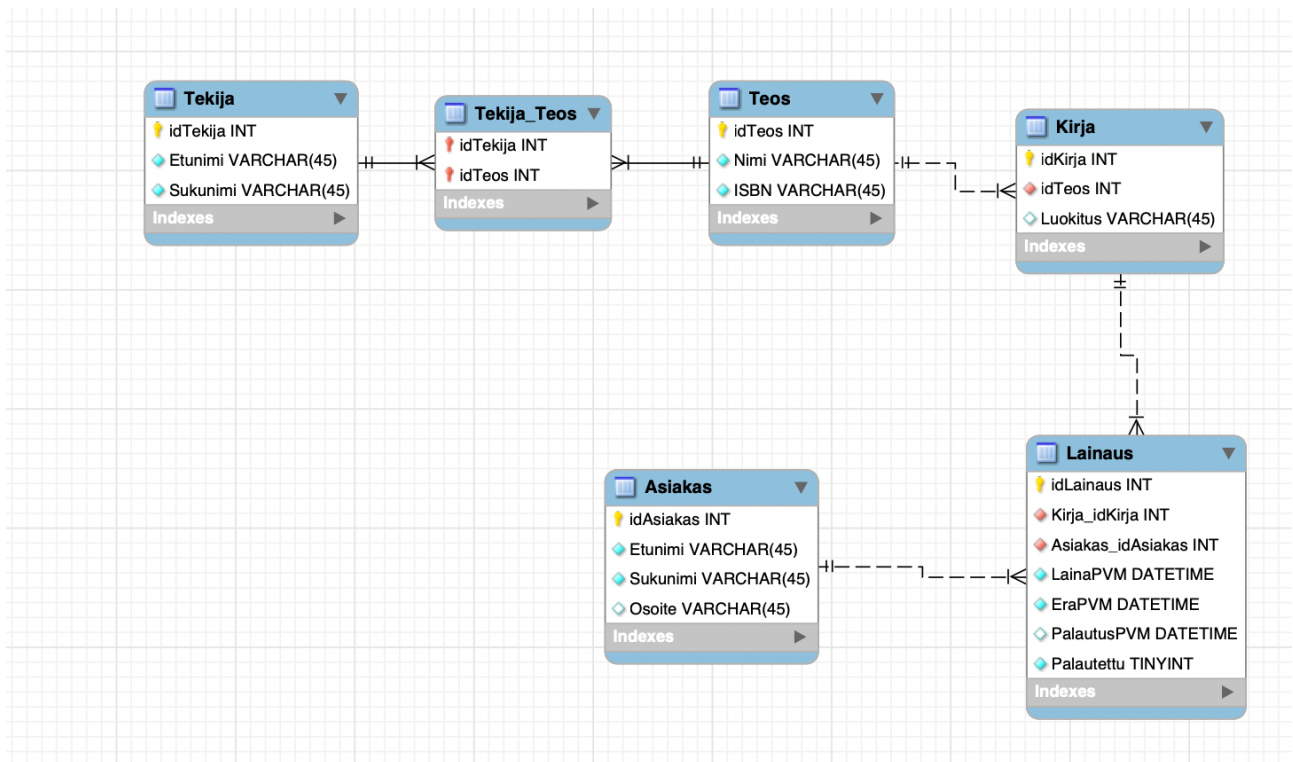 Tekija
idTekija INT
Etunimi VARCHAR(45)
Sukunimi VARCHAR(45)
Indexes
Tekija_Teos
idTekija INT
idTeos INT
Indexes
Teos
idTeos INT
Nimi VARCHAR(45)
ISBN VARCHAR(45)
Indexes
Kirja
idKirja INT
idTeos INT
Luokitus VARCHAR(45)
Indexes
Asiakas
idAsiakas INT
Etunimi VARCHAR(45)
Sukunimi VARCHAR(45)
Osoite VARCHAR(45)
Indexes
Lainaus
idLainaus INT
Kirja_idKirja INT
Asiakas_idAsiakas INT
LainaPVM DATETIME
EraPVM DATETIME
PalautusPVM DATETIME
Palautettu TINYINT
Indexes